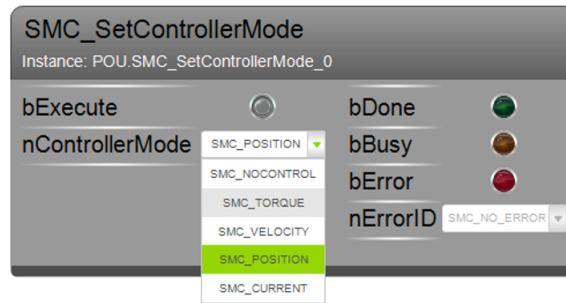 SMC_SetControllerMode
Instance: POU.SMC_SetControllerMode_0
bExecute
nControllerMode
SMC_POSITION
SMC_NOCONTROL
SMC_TORQUE
SMC_VELOCITY
SMC_POSITION
SMC_CURRENT
bDone
bBusy
bError
nErrorID
SMC_NO_ERROR